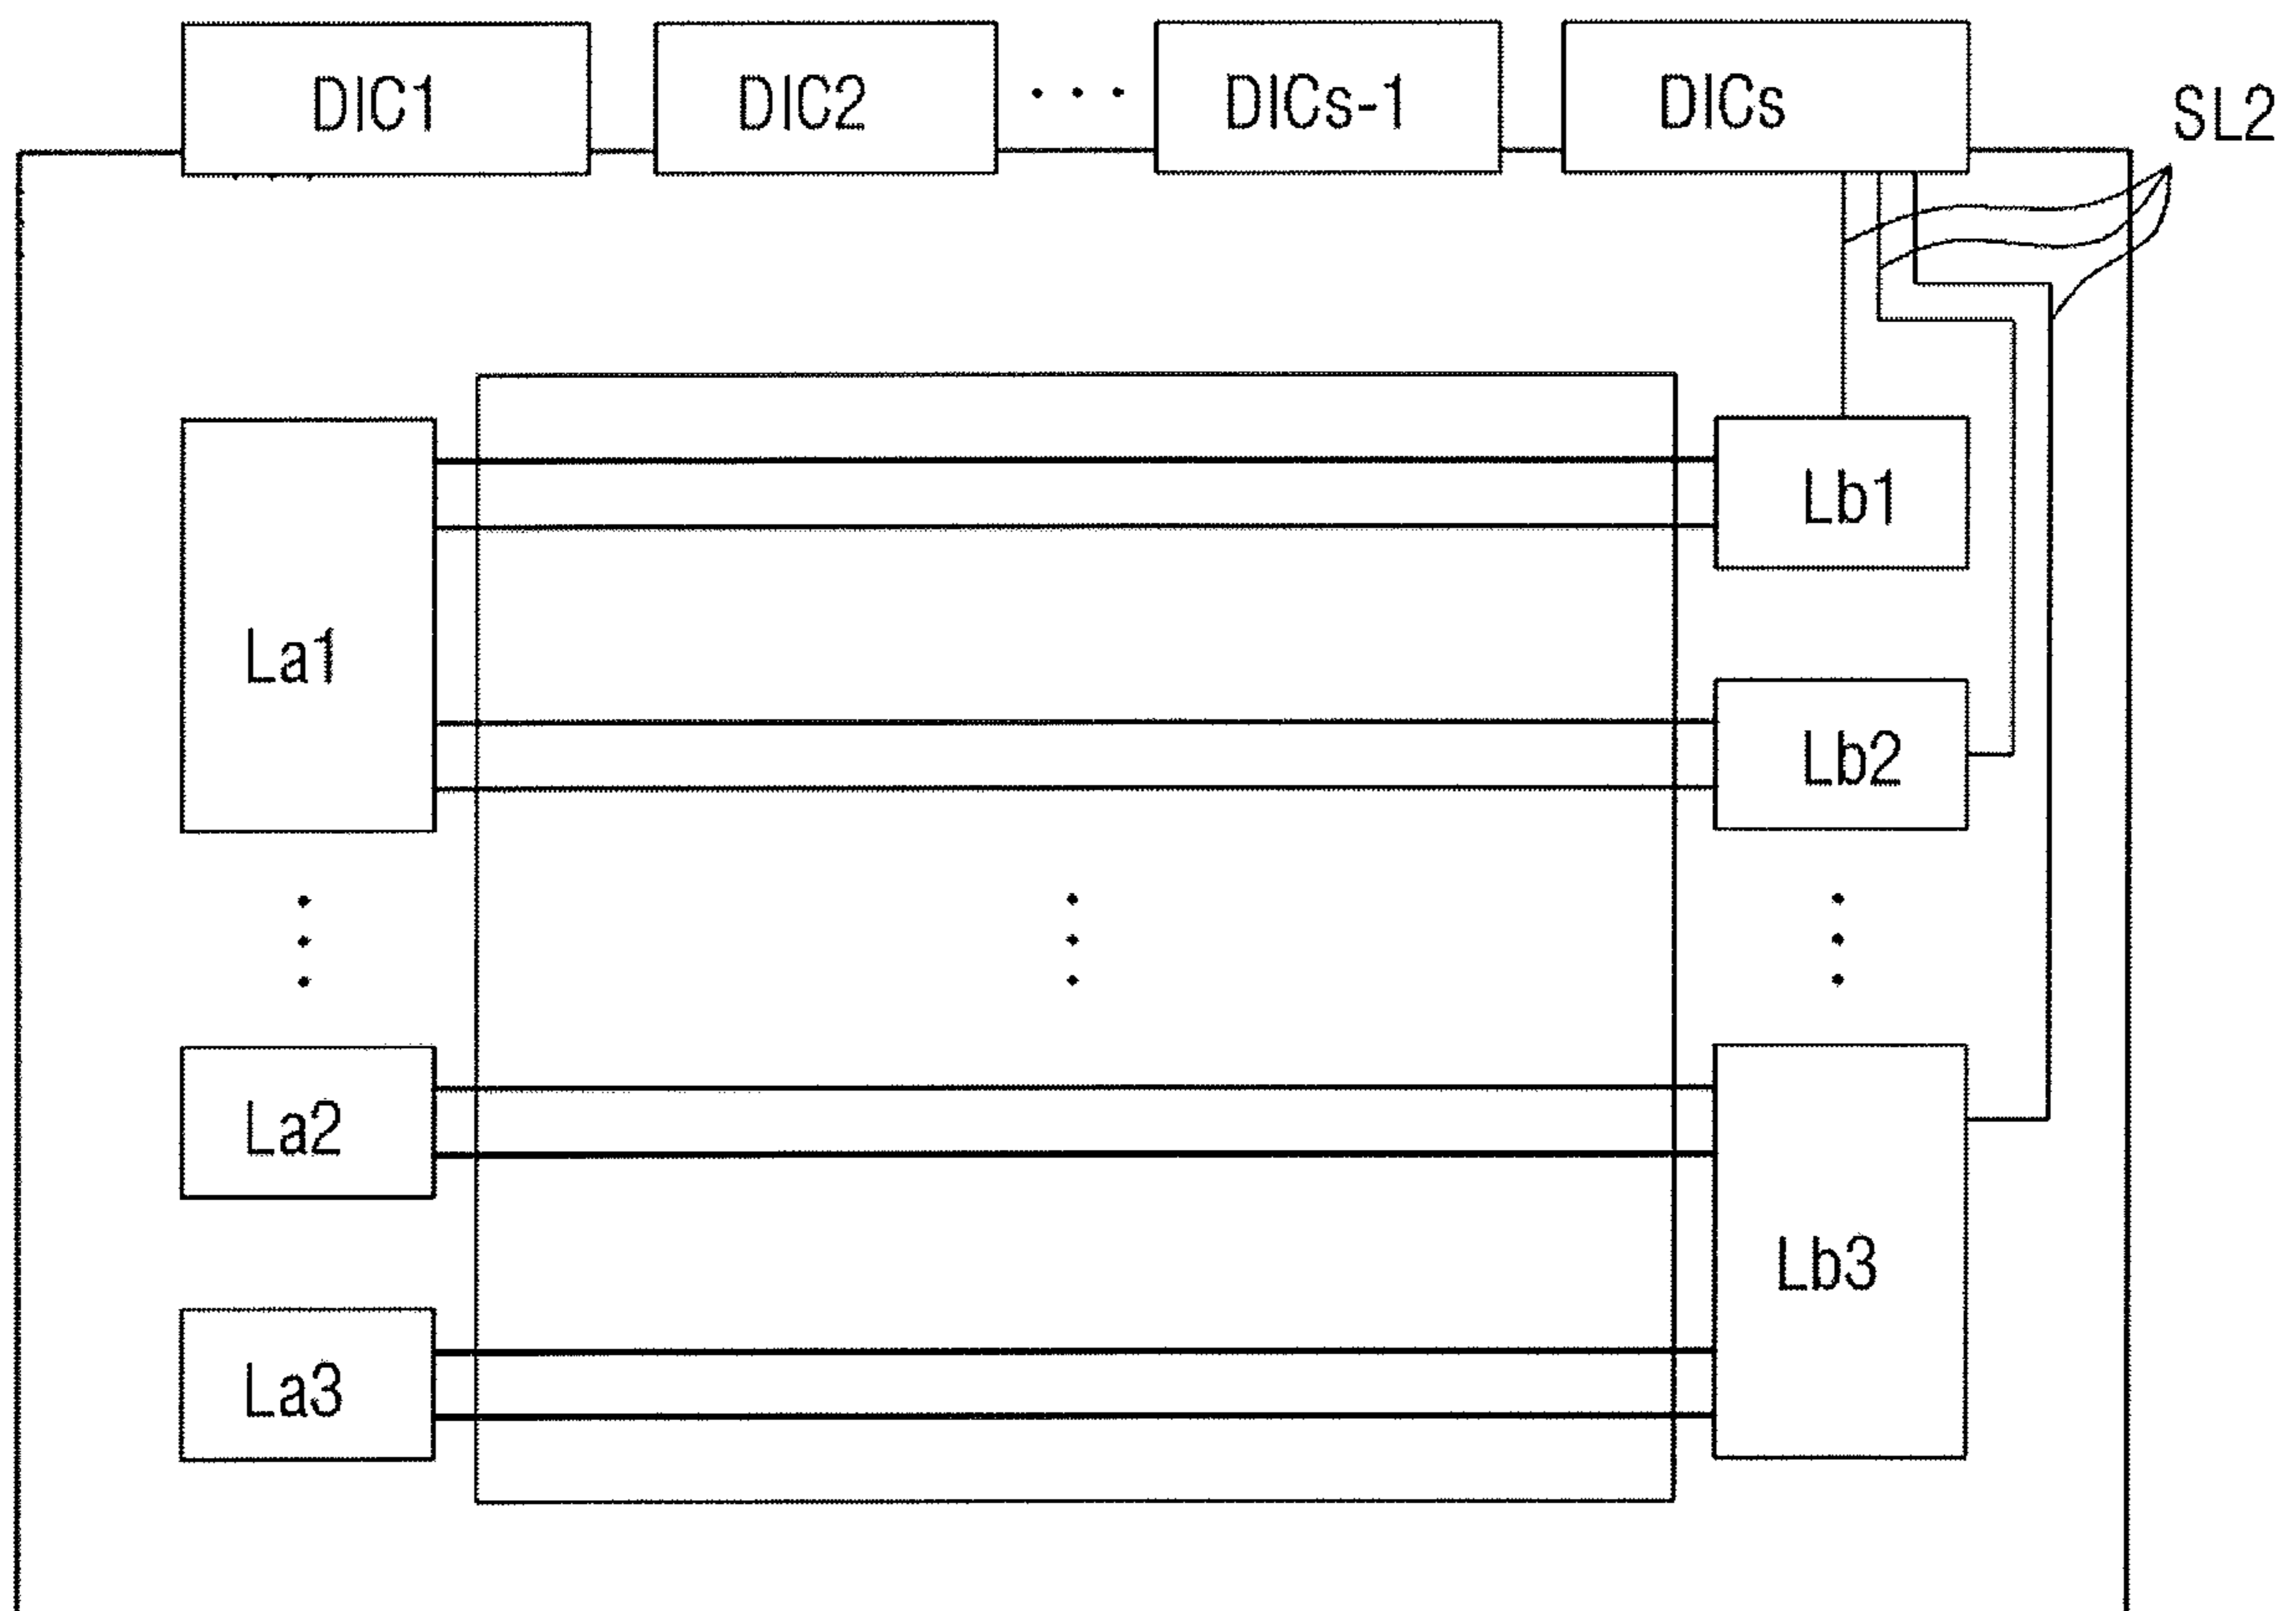 DIC1 DIC2 ··· DICs-1 DICs SL2
Lb1
La1
Lb2
La2
Lb3
La3